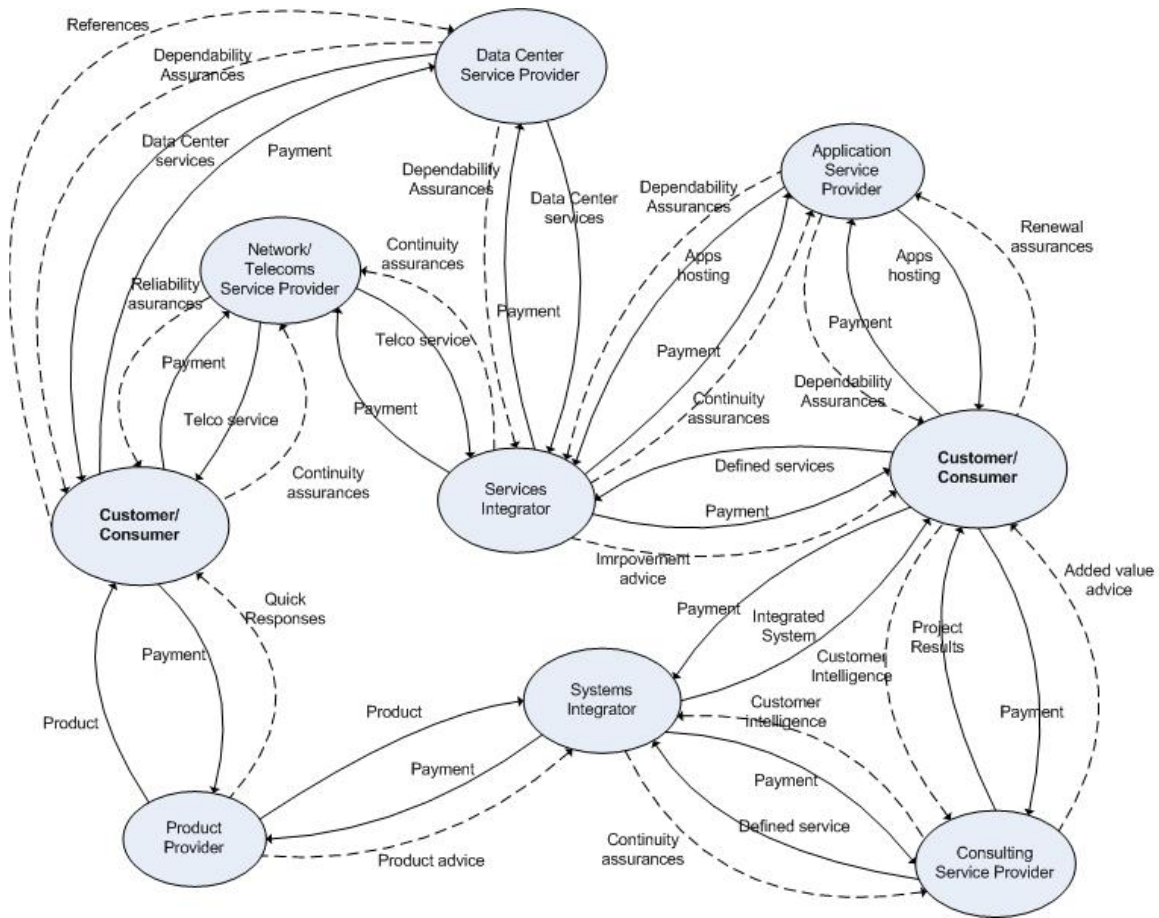 References
Dependability
Assurances
Data Center
Service Provider
Data Center
services
Payment
Dependability
Assurances
Data Center
services
Application
Service
Provider
Dependability
Assurances
Renewal
assurances
Network/
Telecoms
Service Provider
Continuity
assurances
Apps
hosting
Apps
hosting
Reliability
asurances
Payment
Payment
Telco service
Payment
Payment
Telco service
Payment
Continuity
assurances
Dependability
Assurances
Continuity
assurances
Customer/
Consumer
Services
Integrator
Defined services
Payment
Customer/
Consumer
Imrpovement
advice
Added value
advice
Quick
Responses
Payment
Payment
Integrated
System
Project
Results
Customer
Intelligence
Product
Product
Systems
Integrator
Customer
intelligence
Payment
Payment
Payment
Product
Provider
Product advice
Continuity
assurances
Defined service
Consulting
Service Provider